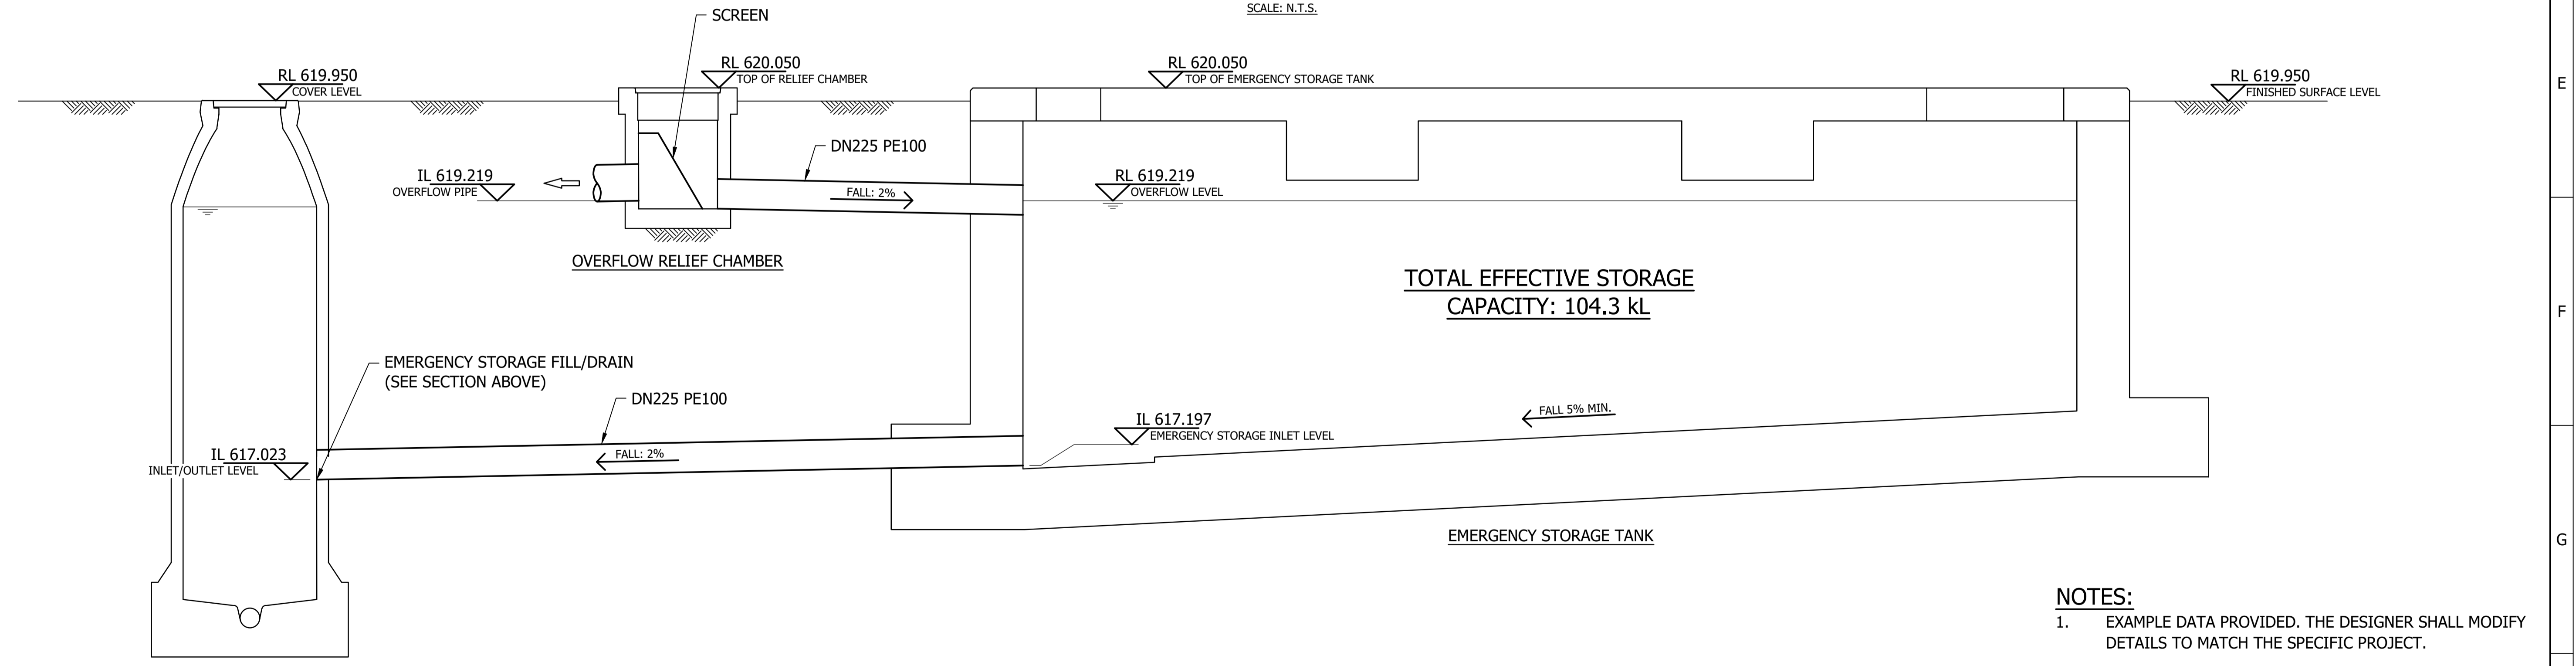 SCALE: N.T.S.
SCREEN
RL 619.950
COVER LEVEL
RL 620.050
TOP OF RELIEF CHAMBER
RL 620.050
TOP OF EMERGENCY STORAGE TANK
RL 619.950
FINISHED SURFACE LEVEL
E
DN225 PE100
IL 619.219
OVERFLOW PIPE
FALL: 2%
RL 619.219
OVERFLOW LEVEL
OVERFLOW RELIEF CHAMBER
TOTAL EFFECTIVE STORAGE
CAPACITY: 104.3 kL
F
EMERGENCY STORAGE FILL/DRAIN
(SEE SECTION ABOVE)
DN225 PE100
IL 617.197
EMERGENCY STORAGE INLET LEVEL
FALL 5% MIN.
IL 617.023
INLET/OUTLET LEVEL
FALL: 2%
EMERGENCY STORAGE TANK
G
NOTES:
1. EXAMPLE DATA PROVIDED. THE DESIGNER SHALL MODIFY
DETAILS TO MATCH THE SPECIFIC PROJECT.